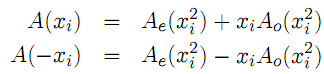 A(x_i) = A_e(x_i^2) + x_i A_o(x_i^2)
A(-x_i) = A_e(x_i^2) - x_i A_o(x_i^2)